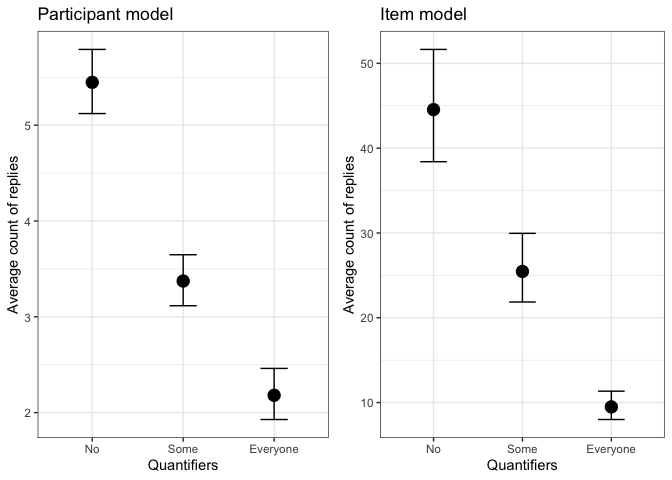 Participant model
Average count of replies
5
4
3
2
No Some Everyone
Quantifiers
Item model
Average count of replies
50
40
30
20
10
No Some Everyone
Quantifiers